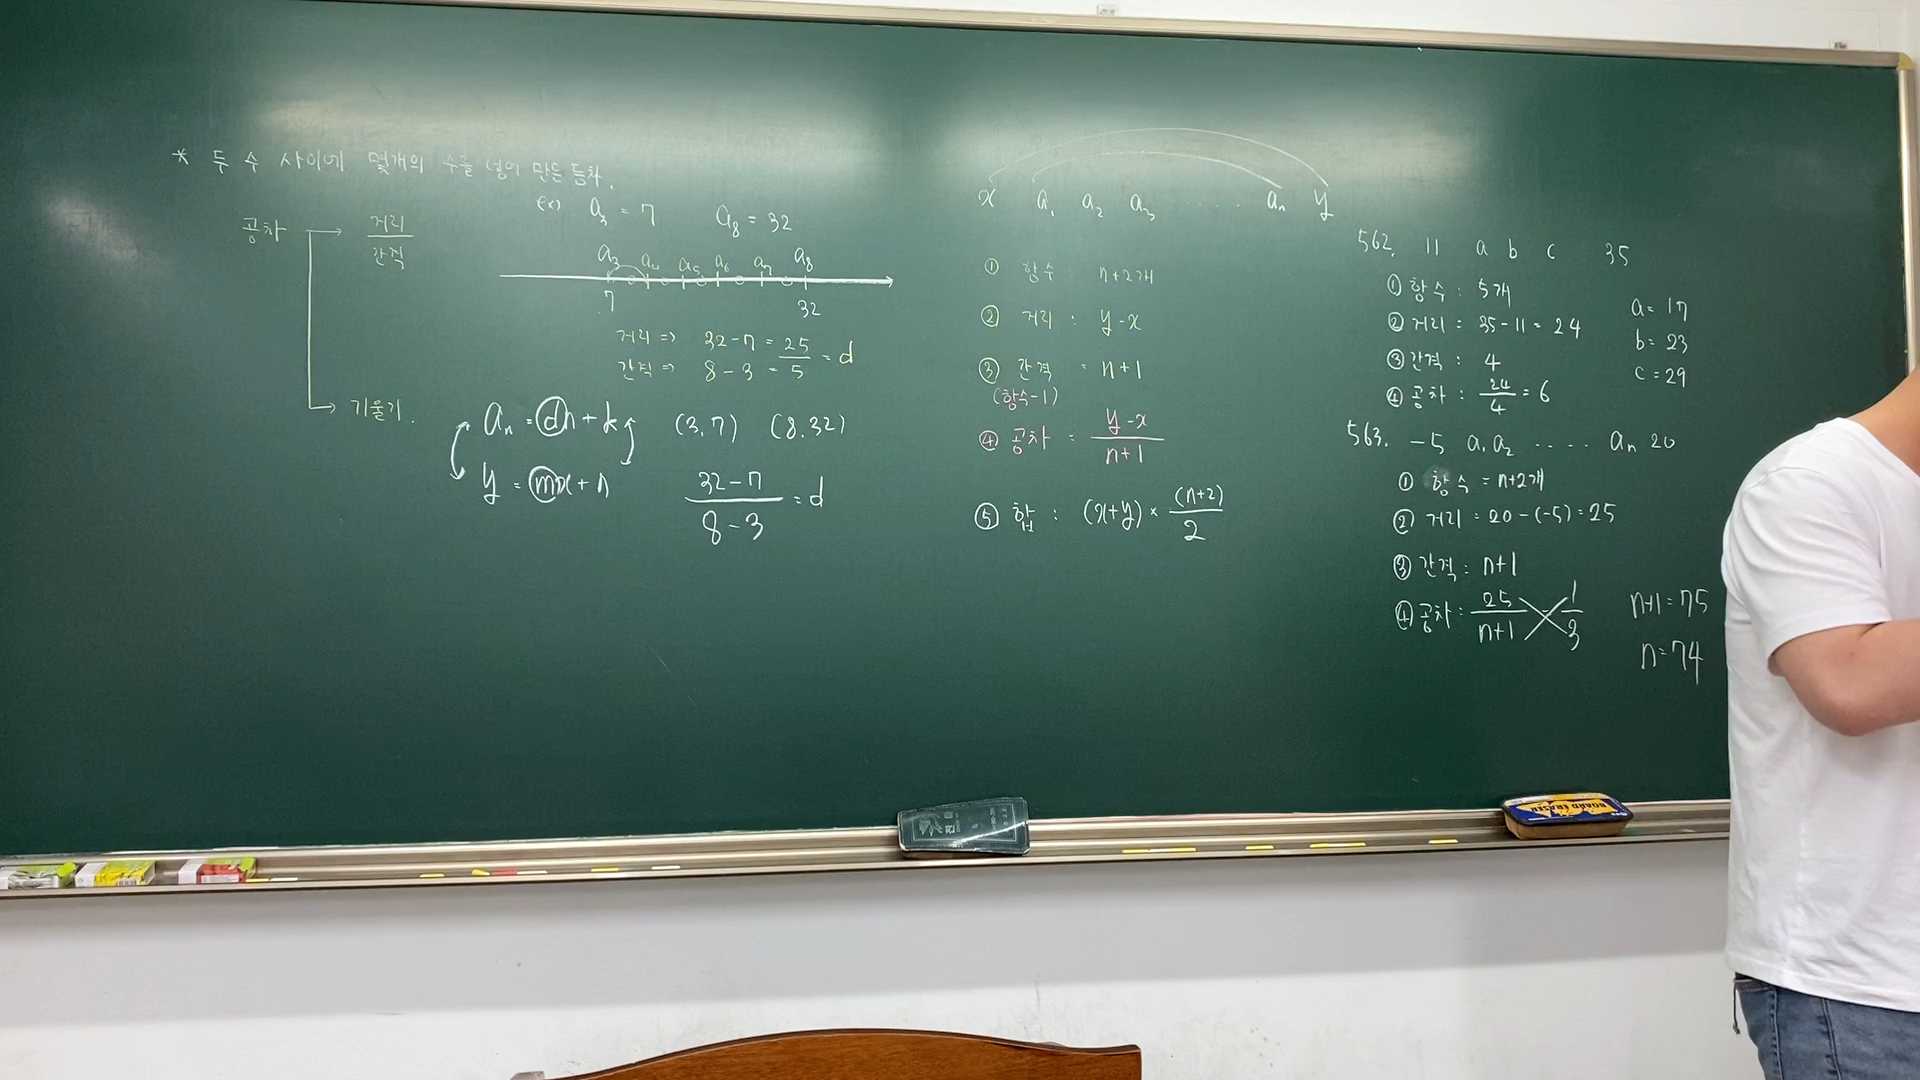 * 두 수 사이에 몇개의 수를 넣어 만든 등차.
공차 → 거리/간격
ex) a₃ = 7 a₈ = 32
a₃ a₄ a₅ a₆ a₇ a₈
7 32
거리 ⇒ 32-7 = 25
간격 ⇒ 8-3 = 5 = d
→ 기울기.
aₙ = dn + k (3, 7) (8, 32)
y = mx + n (32-7)/(8-3) = d
x a₁ a₂ a₃ .... aₙ y
① 항수 : n+2개
② 거리 : y-x
③ 간격 = n+1
(항수-1)
④ 공차 = (y-x)/(n+1)
⑤ 합 : (x+y) × (n+2)/2
562. 11 a b c 35
① 항수 : 5개
② 거리 = 35-11 = 24
③ 간격 : 4
④ 공차 : 24/4 = 6
a = 17
b = 23
c = 29
563. -5 a₁ a₂ ..... aₙ 20
① 항수 = n+2개
② 거리 = 20-(-5) = 25
③ 간격 = n+1
④ 공차 : 25/(n+1) 1/3
n+1 = 75
n = 74
BOARD ERASER